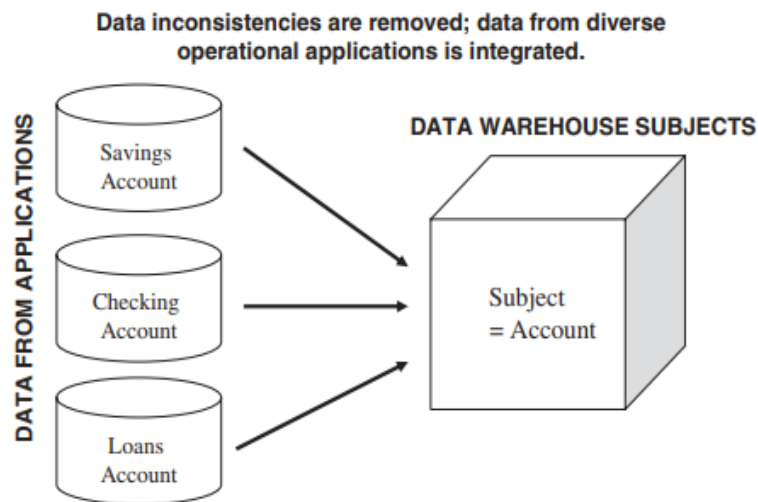 Data inconsistencies are removed; data from diverse
operational applications is integrated.
DATA FROM APPLICATIONS
Savings
Account
Checking
Account
Loans
Account
DATA WAREHOUSE SUBJECTS
Subject
= Account